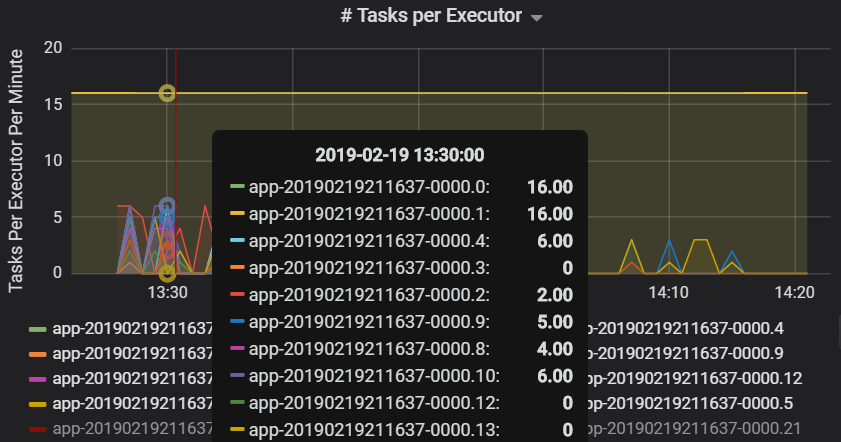 # Tasks per Executor
Tasks Per Executor Per Minute
20
15
10
5
0
13:30
14:10
14:20
2019-02-19 13:30:00
app-20190219211637-0000.0: 16.00
app-20190219211637-0000.1: 16.00
app-20190219211637-0000.4: 6.00
app-20190219211637-0000.3: 0
app-20190219211637-0000.2: 2.00
app-20190219211637-0000.9: 5.00
app-20190219211637-0000.8: 4.00
app-20190219211637-0000.10: 6.00
app-20190219211637-0000.12: 0
app-20190219211637-0000.13: 0
app-20190219211637 p-20190219211637-0000.4
app-20190219211637 p-20190219211637-0000.9
app-20190219211637 pp-20190219211637-0000.12
app-20190219211637 pp-20190219211637-0000.5
app-20190219211637 pp-20190219211637-0000.21